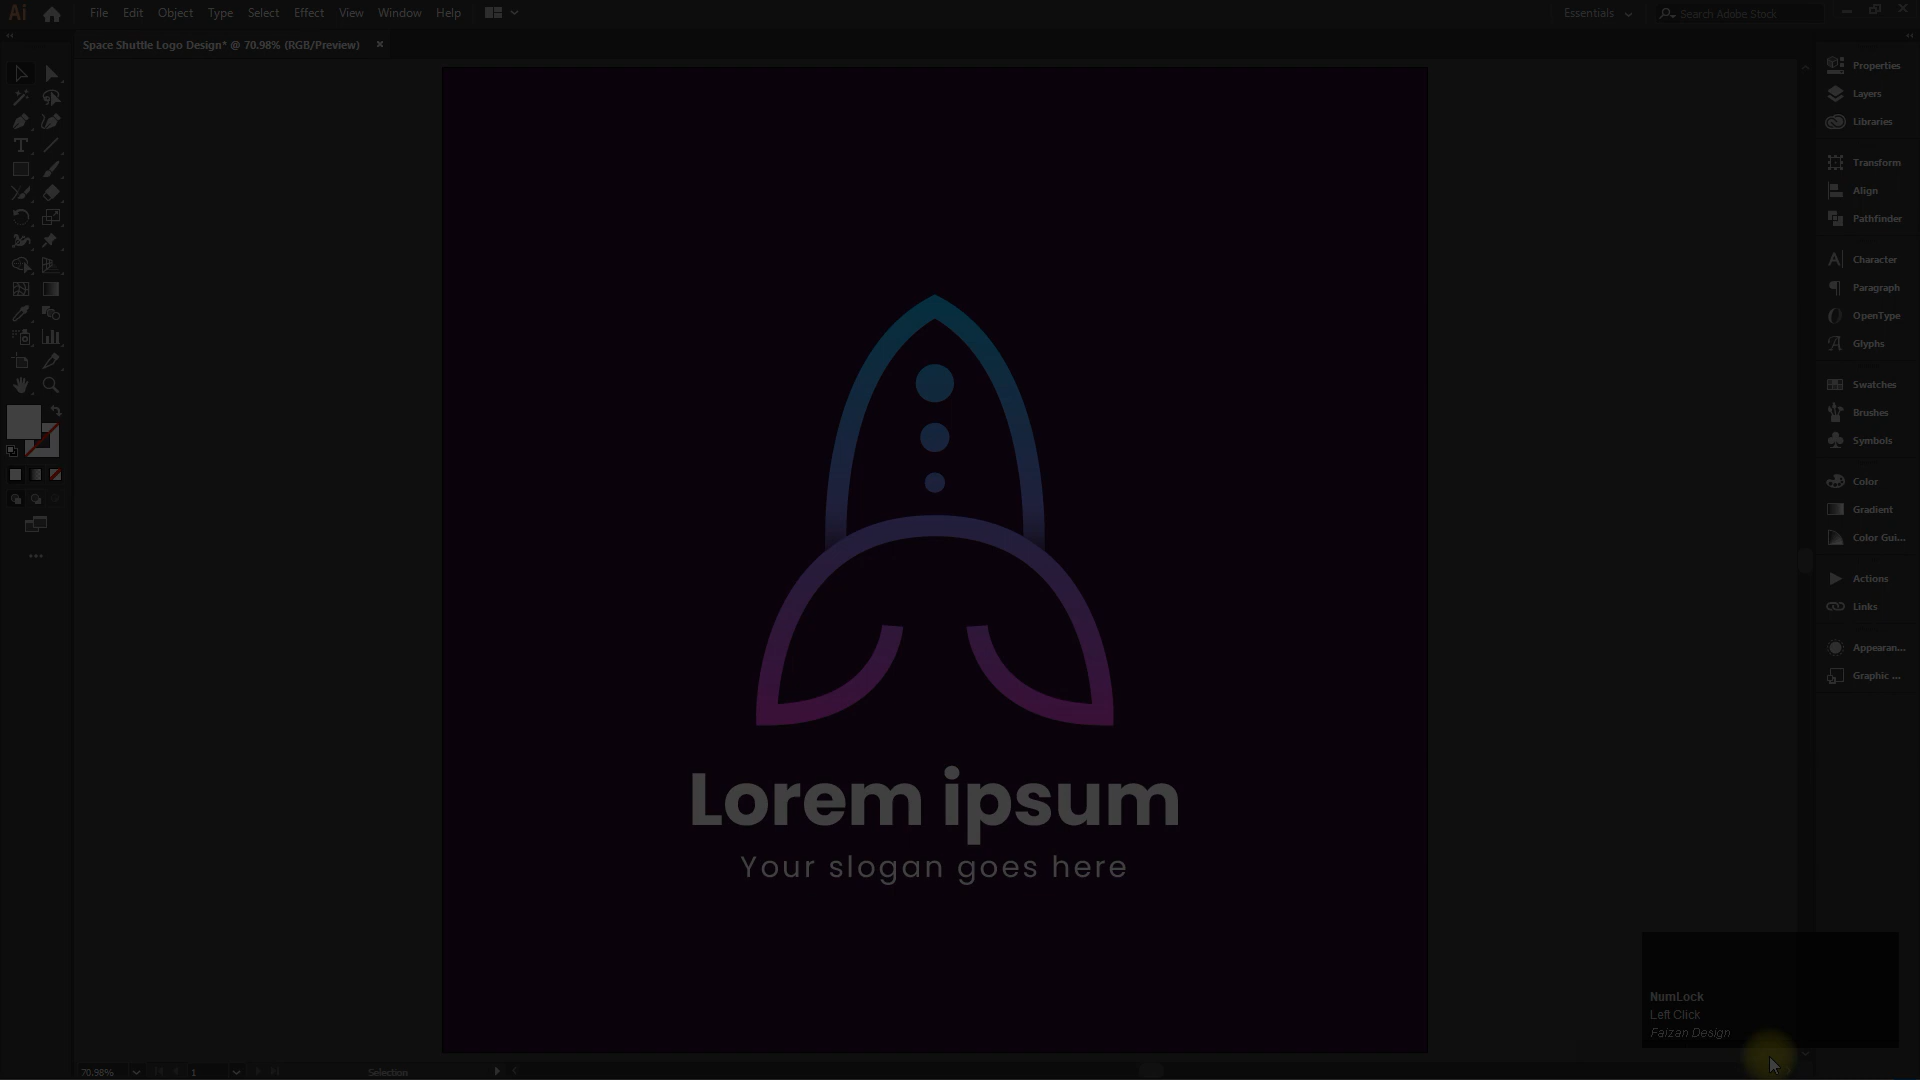 Ai
File Edit Object Type Select Effect View Window Help
Essentials
Search Adobe Stock
Space Shuttle Logo Design* @ 70.98% (RGB/Preview)
Properties
Layers
Libraries
Transform
Align
Pathfinder
Character
Paragraph
OpenType
Glyphs
Swatches
Brushes
Symbols
Color
Gradient
Color Gui...
Actions
Links
Appearan...
Graphic ...
Lorem ipsum
Your slogan goes here
NumLock
Left Click
Faizan Design
70.98% 1 Selection